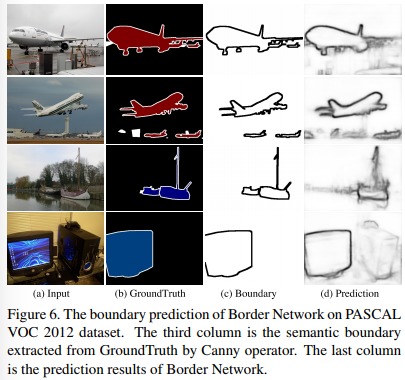 (a) Input (b) GroundTruth (c) Boundary (d) Prediction
Figure 6. The boundary prediction of Border Network on PASCAL
VOC 2012 dataset. The third column is the semantic boundary
extracted from GroundTruth by Canny operator. The last column
is the prediction results of Border Network.